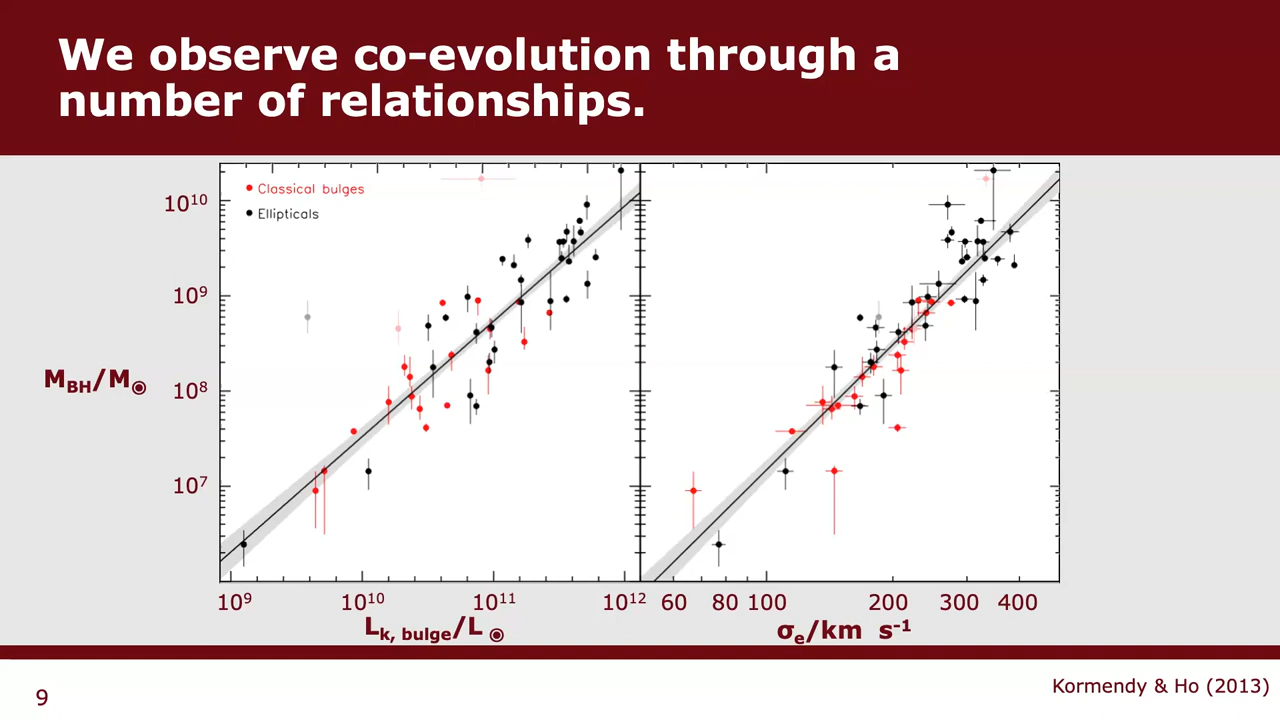 We observe co-evolution through a
number of relationships.
Classical bulges
Ellipticals
10¹⁰
10⁹
10⁸
10⁷
M_BH/M_⊙
10⁹ 10¹⁰ 10¹¹ 10¹² 60 80 100 200 300 400
L_k, bulge/L_⊙ σ_e/km s⁻¹
9
Kormendy & Ho (2013)